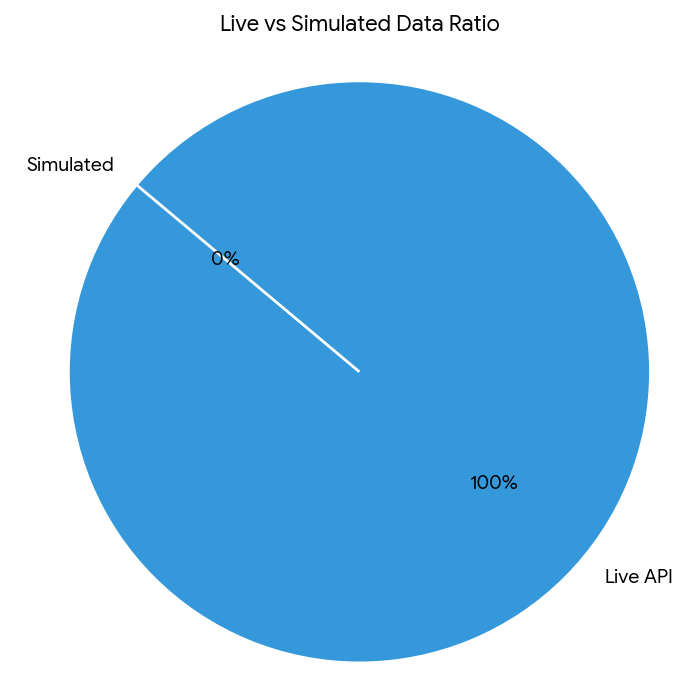 Live vs Simulated Data Ratio
Simulated
0%
100%
Live API